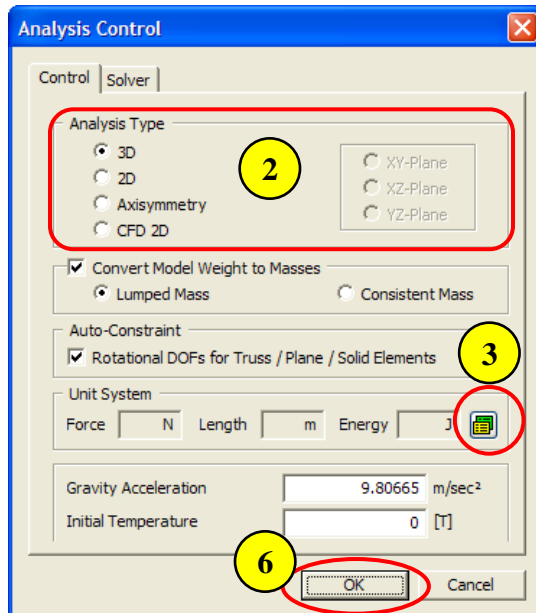 Analysis Control
Control Solver
Analysis Type
3D
2D
Axisymmetry
CFD 2D
2
XY-Plane
XZ-Plane
YZ-Plane
Convert Model Weight to Masses
Lumped Mass Consistent Mass
Auto-Constraint
Rotational DOFs for Truss / Plane / Solid Elements
3
Unit System
Force N Length m Energy J
Gravity Acceleration 9.80665 m/sec²
Initial Temperature 0 [T]
6
OK Cancel